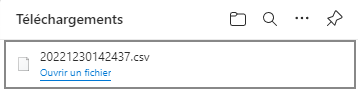 Téléchargements
20221230142437.csv
Ouvrir un fichier